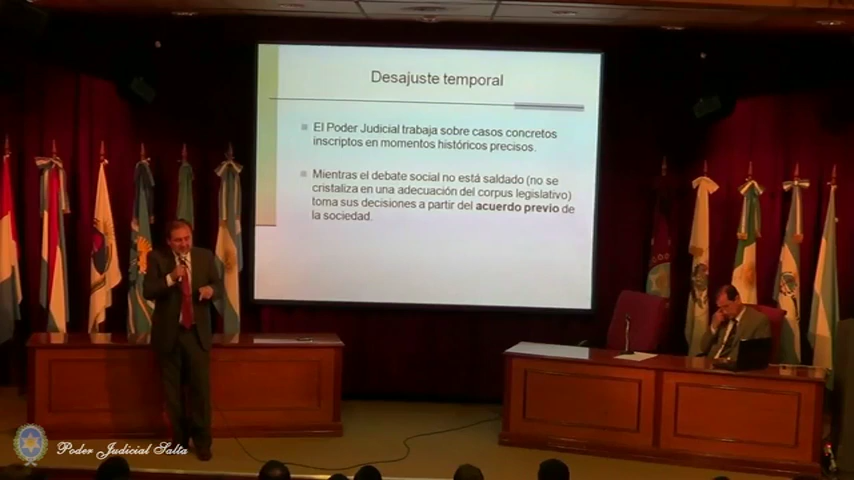 Desajuste temporal
El Poder Judicial trabaja sobre casos concretos
inscriptos en momentos históricos precisos.
Mientras el debate social no está saldado (no se
cristaliza en una adecuación del corpus legislativo)
toma sus decisiones a partir del acuerdo previo de
la sociedad.
Poder Judicial Salta